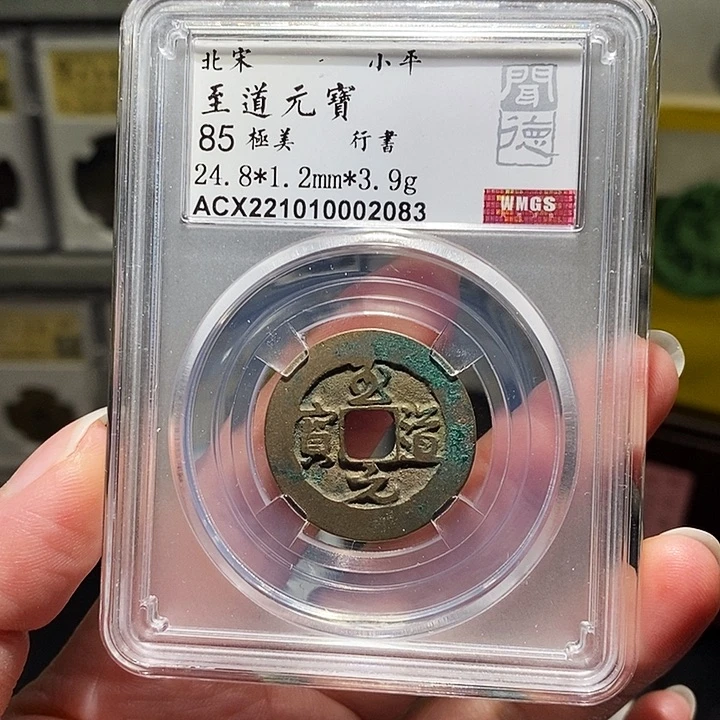 北宋 - 小平
至道元寶
85 極美 行書
24.8*1.2mm*3.9g
ACX221010002083
聞德
WMGS
至道元寶